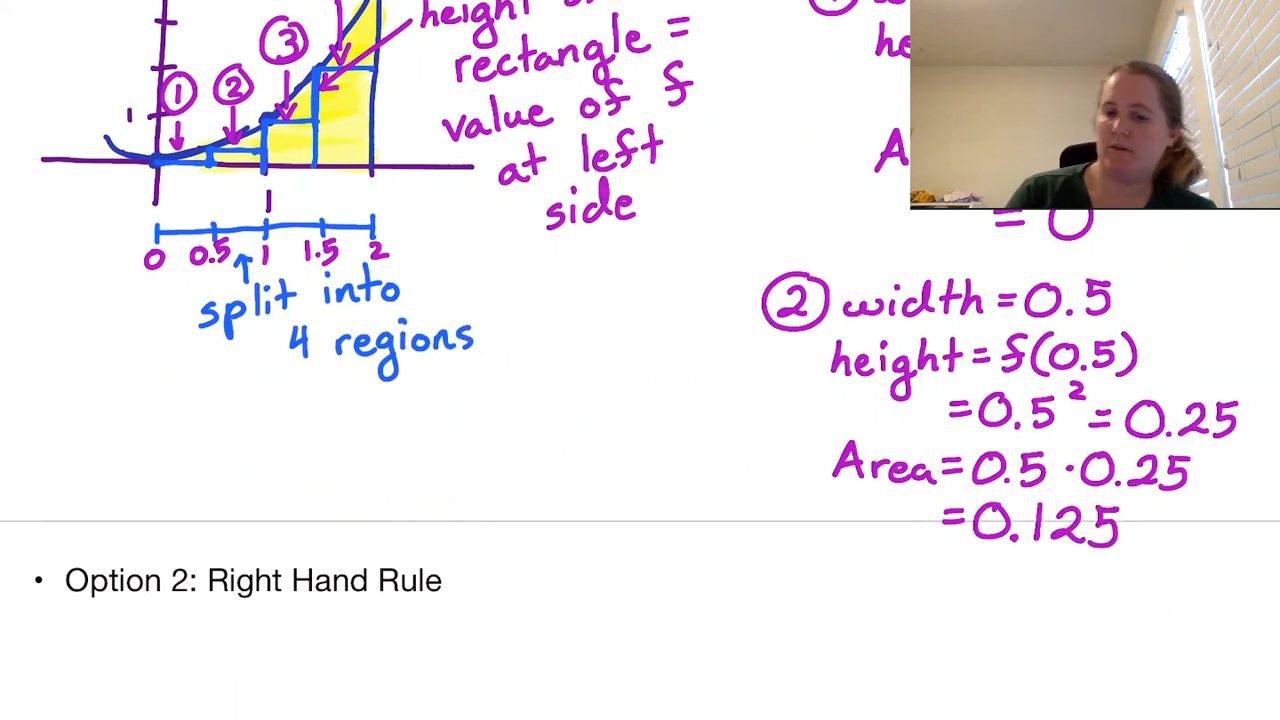 height
rectangle =
value of f
at left
side
①
②
③
1
1
0 0.5 1 1.5 2
↑
split into
4 regions
= 0
② width = 0.5
height = f(0.5)
= 0.5² = 0.25
Area = 0.5 · 0.25
= 0.125
• Option 2: Right Hand Rule